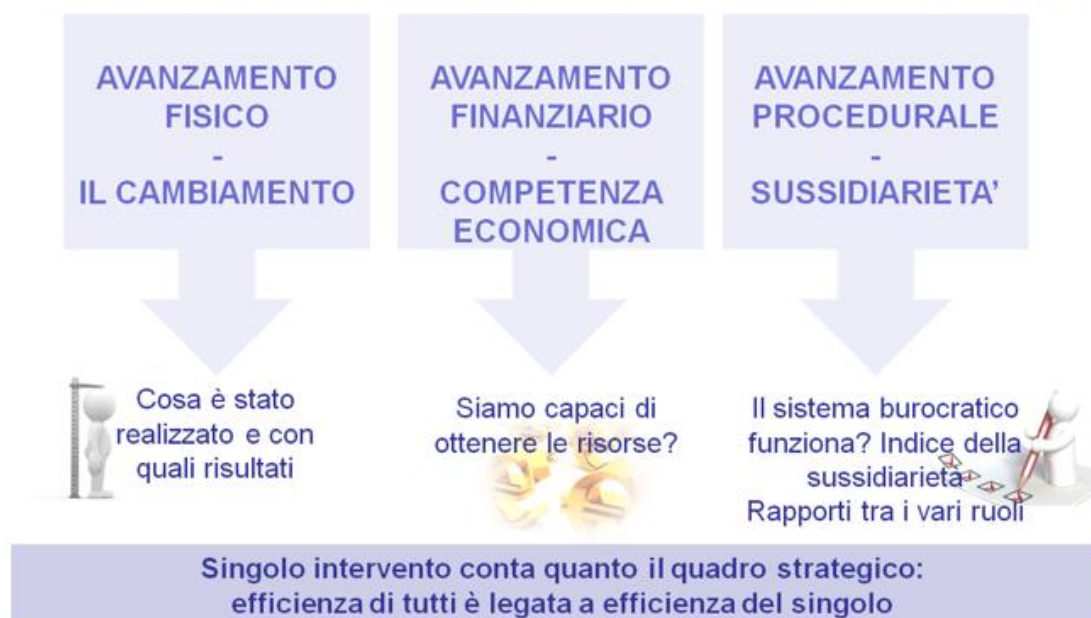 AVANZAMENTO
FISICO
-
IL CAMBIAMENTO
AVANZAMENTO
FINANZIARIO
-
COMPETENZA
ECONOMICA
AVANZAMENTO
PROCEDURALE
-
SUSSIDIARIETA’
Cosa è stato
realizzato e con
quali risultati
Siamo capaci di
ottenere le risorse?
Il sistema burocratico
funziona? Indice della
sussidiarietà
Rapporti tra i vari ruoli
Singolo intervento conta quanto il quadro strategico:
efficienza di tutti è legata a efficienza del singolo